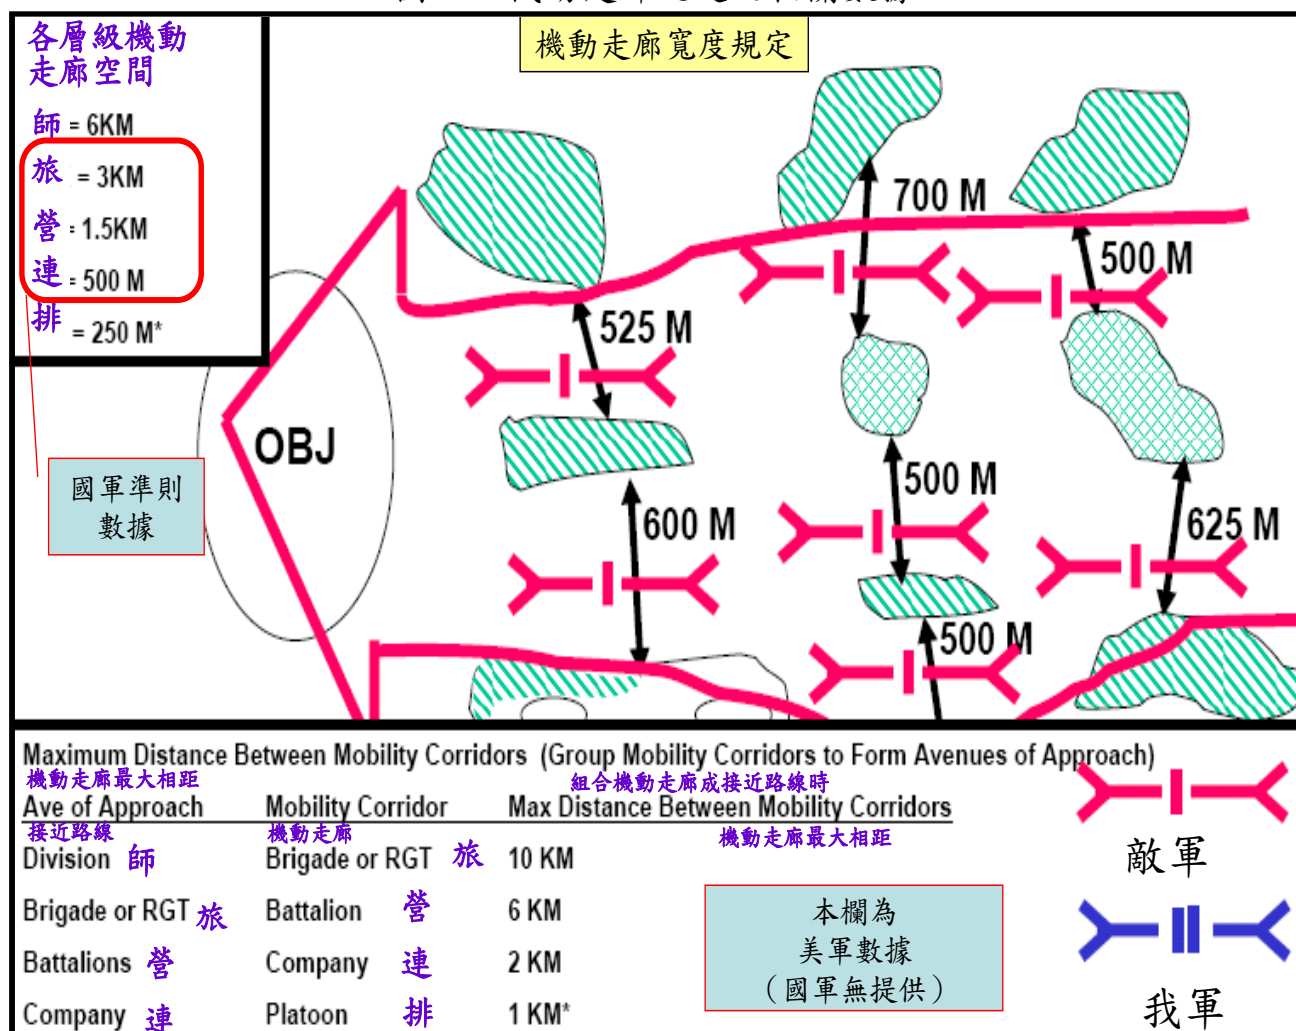 機動走廊寬度規定
各層級機動
走廊空間
師 = 6KM
旅 = 3KM
營 = 1.5KM
連 = 500 M
排 = 250 M*
國軍準則
數據
OBJ
700 M
500 M
525 M
500 M
600 M
625 M
500 M
Maximum Distance Between Mobility Corridors (Group Mobility Corridors to Form Avenues of Approach)
機動走廊最大相距 組合機動走廊成接近路線時
Ave of Approach Mobility Corridor Max Distance Between Mobility Corridors
接近路線 機動走廊 機動走廊最大相距
Division 師 Brigade or RGT 旅 10 KM
Brigade or RGT 旅 Battalion 營 6 KM
Battalions 營 Company 連 2 KM
Company 連 Platoon 排 1 KM*
本欄為
美軍數據
（國軍無提供）
敵軍
我軍